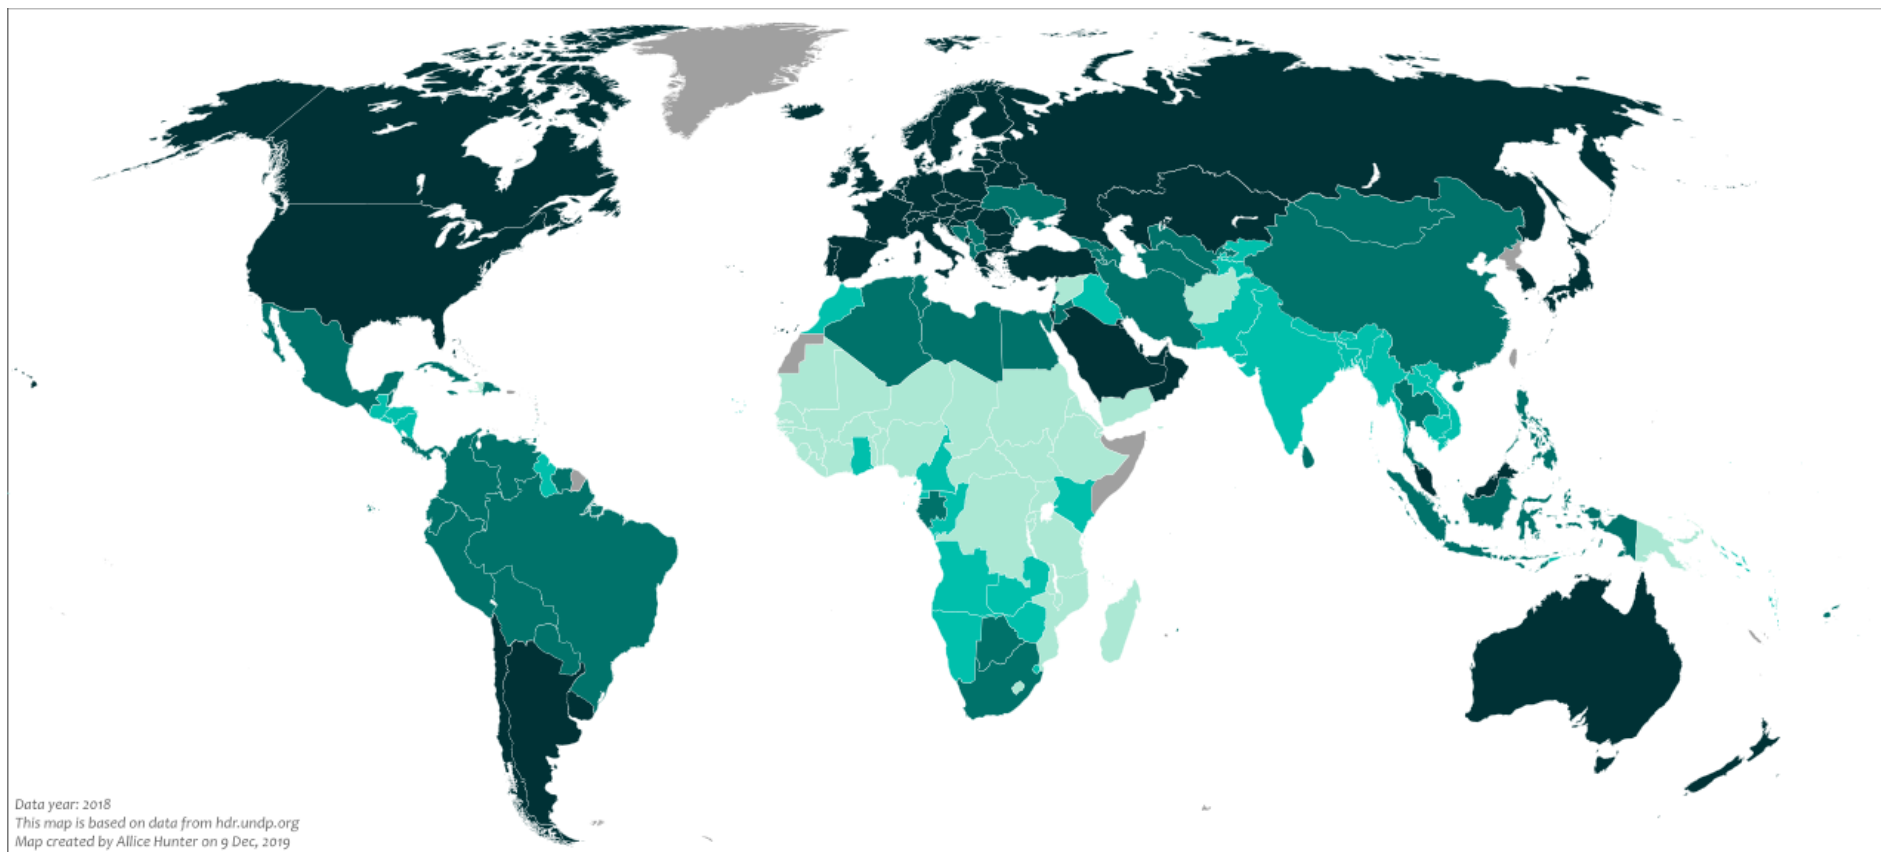 Data year: 2018
This map is based on data from hdr.undp.org
Map created by Allice Hunter on 9 Dec, 2019